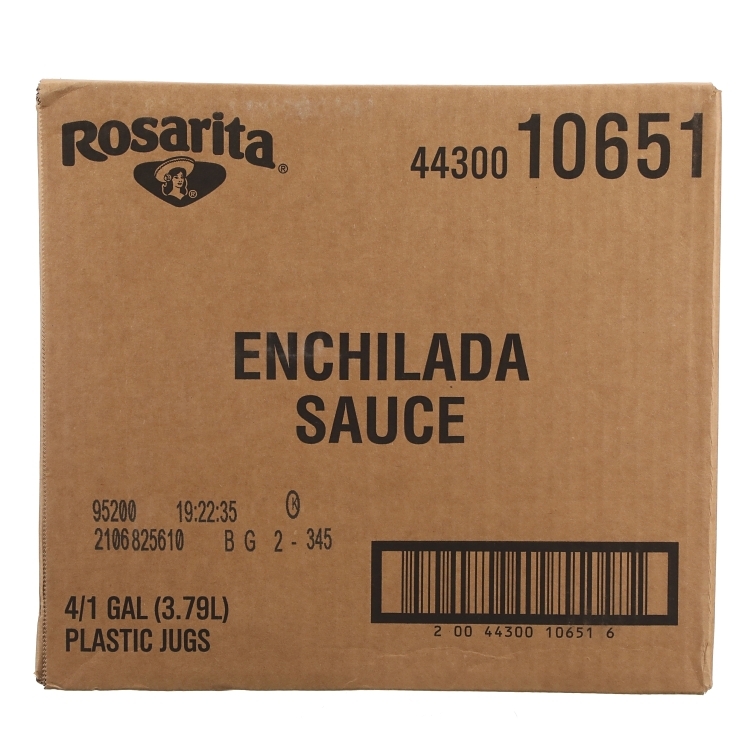 Rosarita®
®
44300 10651
ENCHILADA
SAUCE
95200 19:22:35 K
2106825610 B G 2 - 345
4/1 GAL (3.79L)
PLASTIC JUGS
2 00 44300 10651 6